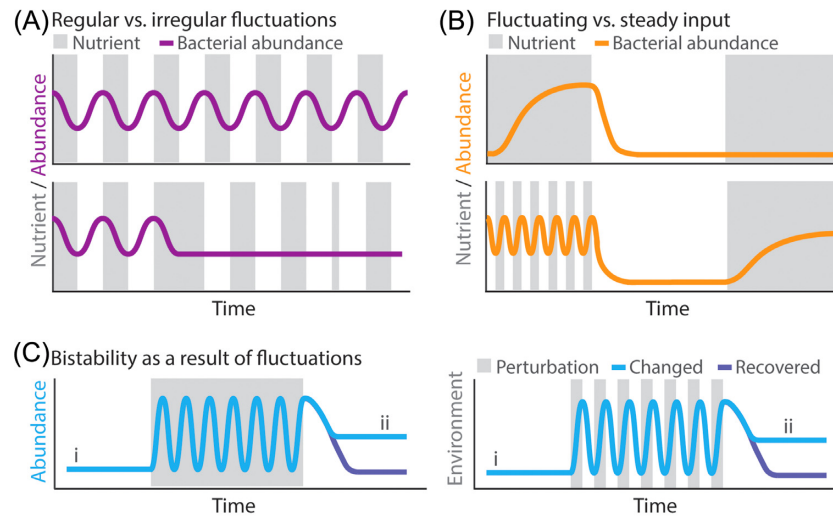 (A) Regular vs. irregular fluctuations
Nutrient Bacterial abundance
Nutrient / Abundance
Time
(B) Fluctuating vs. steady input
Nutrient Bacterial abundance
Nutrient / Abundance
Time
(C) Bistability as a result of fluctuations
Abundance
i
ii
Time
Perturbation Changed Recovered
Environment
i
ii
Time